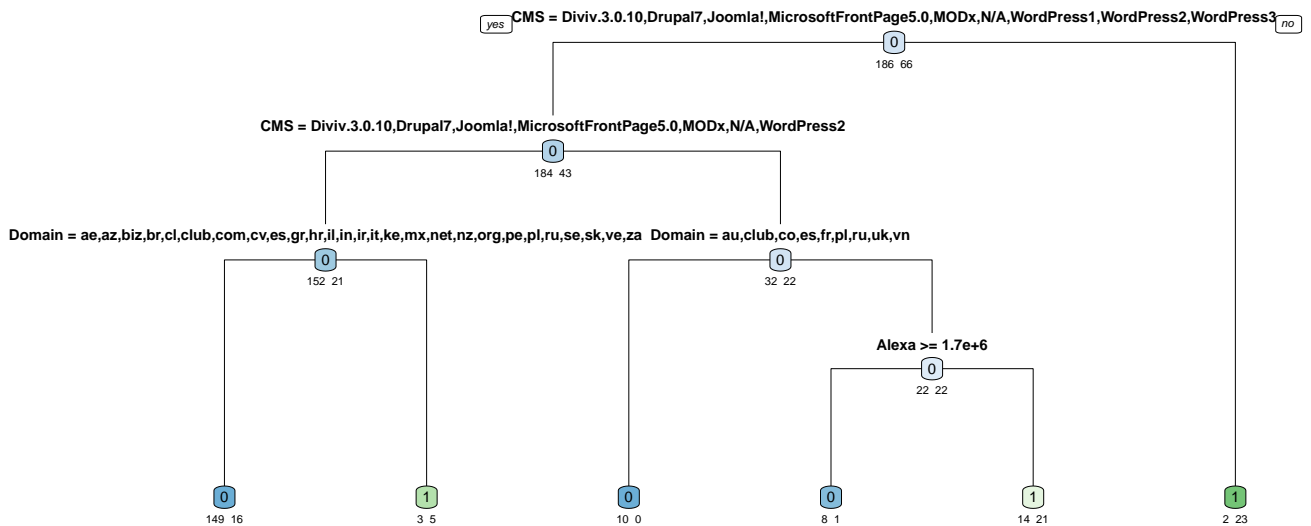 CMS = Diviv.3.0.10,Drupal7,Joomla!,MicrosoftFrontPage5.0,MODx,N/A,WordPress1,WordPress2,WordPress3
yes no
0
186 66
CMS = Diviv.3.0.10,Drupal7,Joomla!,MicrosoftFrontPage5.0,MODx,N/A,WordPress2
0
184 43
Domain = ae,az,biz,br,cl,club,com,cv,es,gr,hr,il,in,ir,it,ke,mx,net,nz,org,pe,pl,ru,se,sk,ve,za Domain = au,club,co,es,fr,pl,ru,uk,vn
0 0
152 21 32 22
Alexa >= 1.7e+6
0
22 22
0 1 0 0 1 1
149 16 3 5 10 0 8 1 14 21 2 23